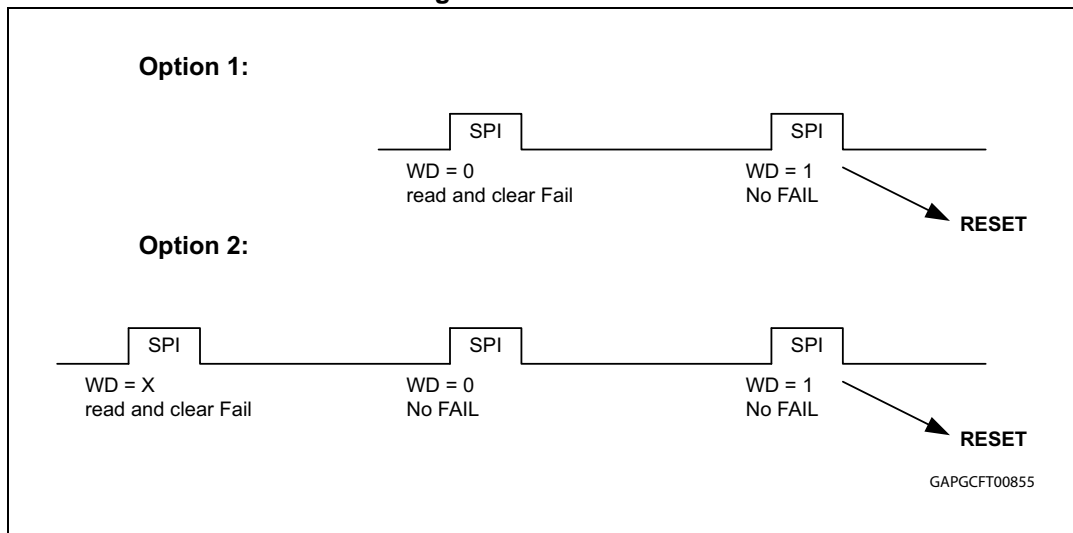 Option 1:
SPI
SPI
WD = 0
WD = 1
read and clear Fail
No FAIL
RESET
Option 2:
SPI
SPI
SPI
WD = X
WD = 0
WD = 1
read and clear Fail
No FAIL
No FAIL
RESET
GAPGCFT00855